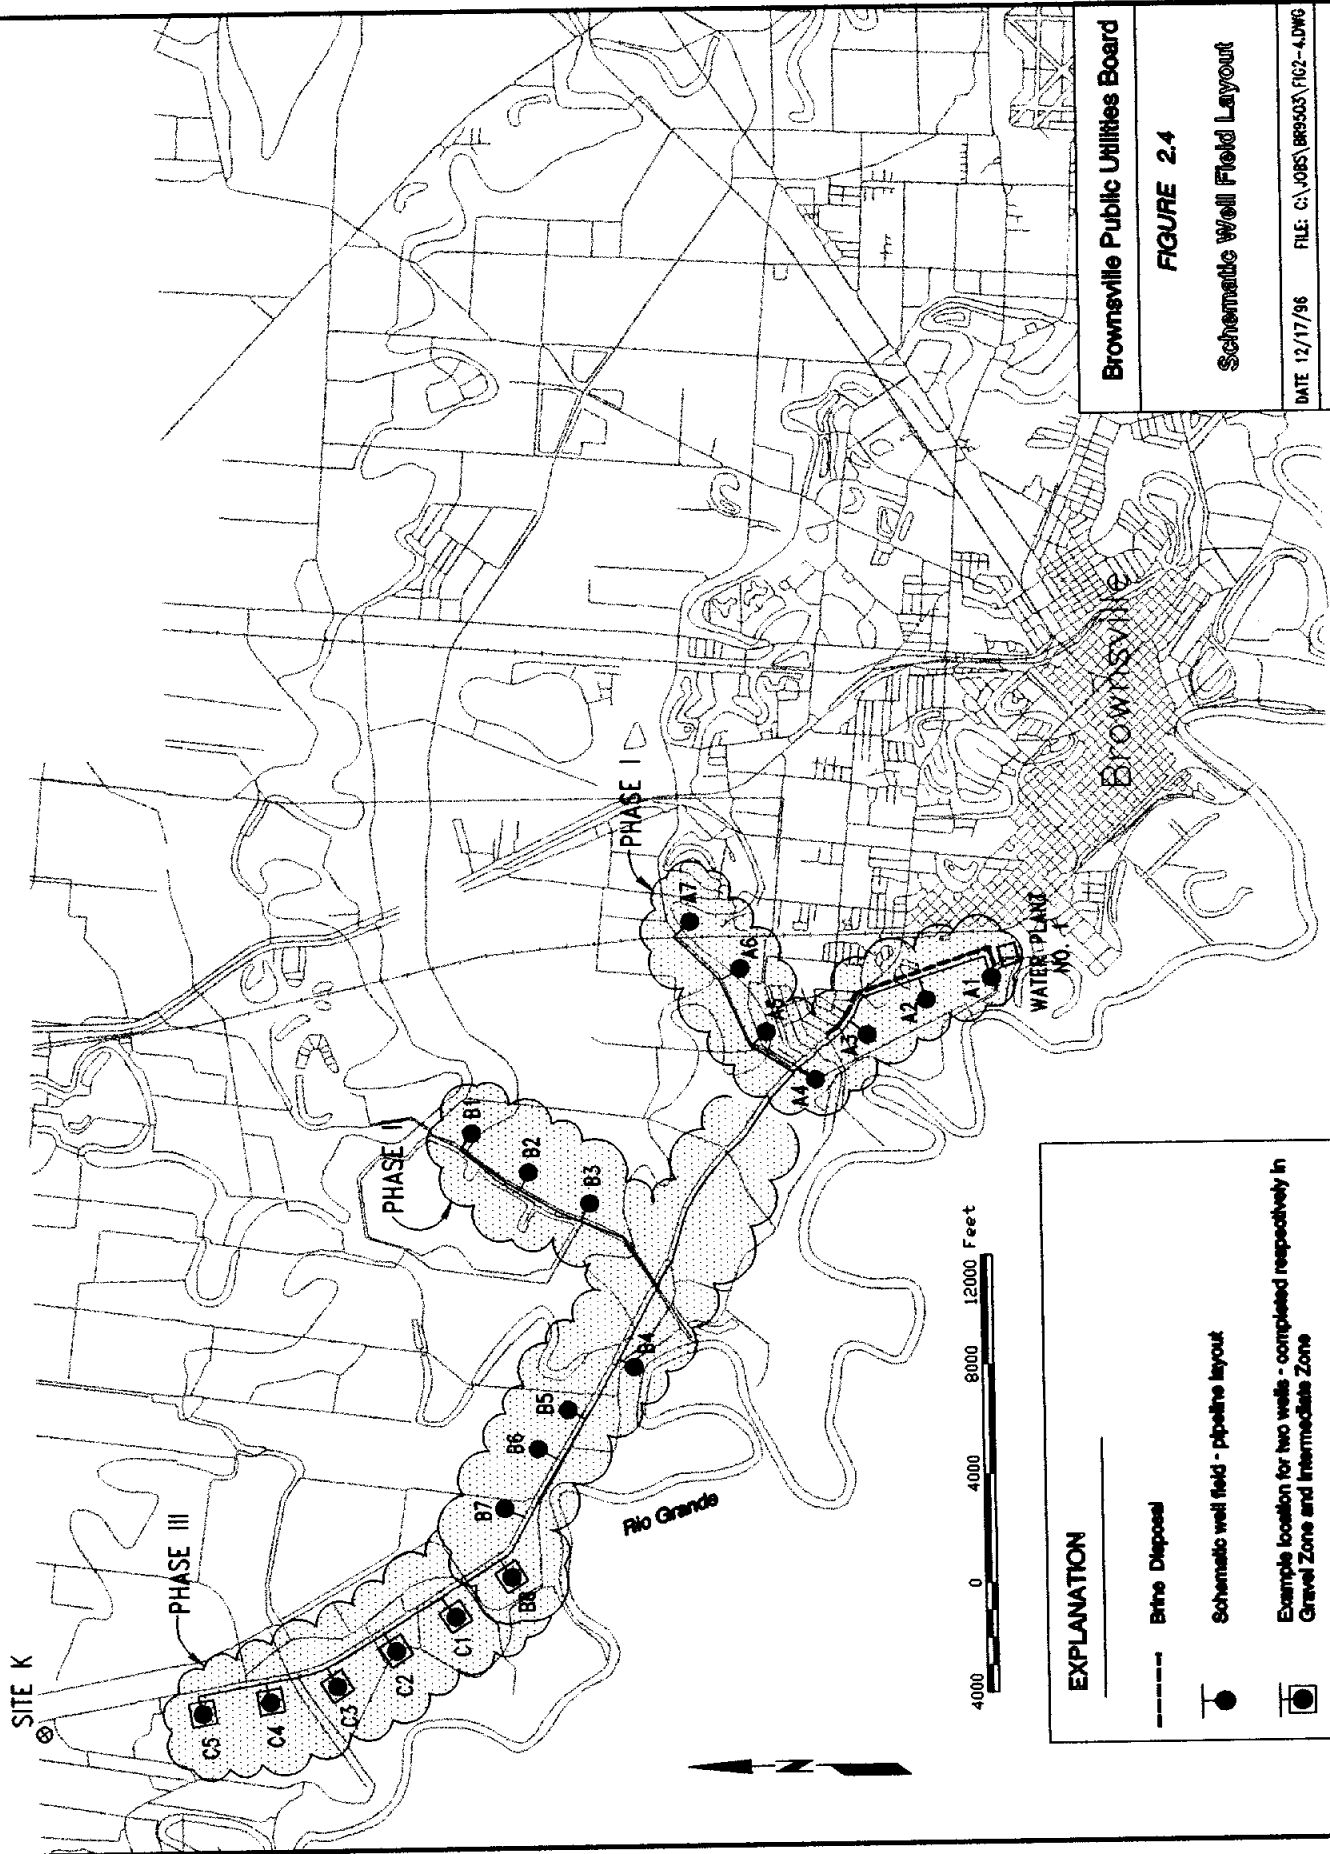 SITE K
PHASE III
C5
C4
C3
C2
C1
B8
B7
B6
B5
B4
Rio Grande
PHASE II
B1
B2
B3
PHASE I
A7
A6
A5
A4
A3
A2
A1
WATER PLANT
NO. 1
Brownsville
N
4000 0 4000 8000 12000 Feet
EXPLANATION
Brine Disposal
Schematic well field - pipeline layout
Example location for two wells - completed respectively in
Gravel Zone and Intermediate Zone
Brownsville Public Utilities Board
FIGURE 2.4
Schematic Well Field Layout
DATE 12/17/96 FILE: C:\JOBS\BR9503\FIG2-4.DWG